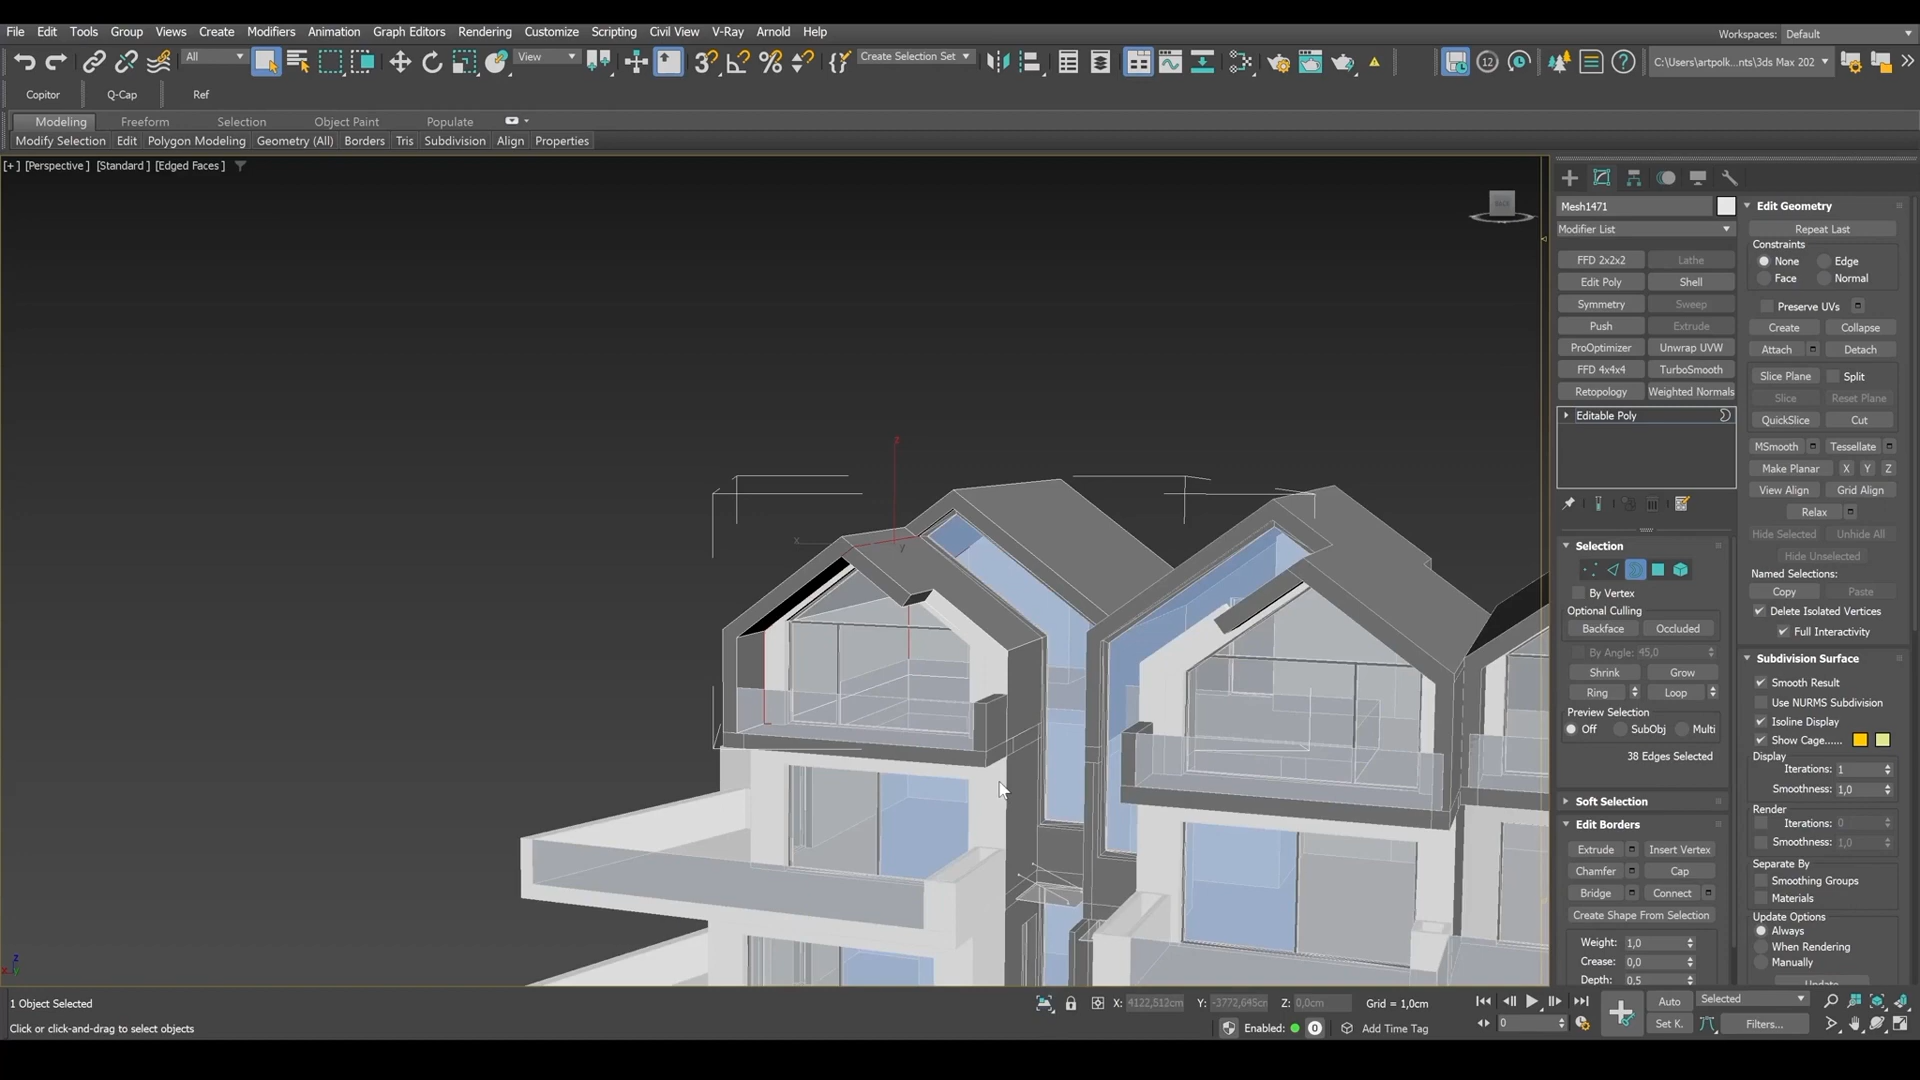 File Edit Tools Group Views Create Modifiers Animation Graph Editors Rendering Customize Civil View V-Ray Arnold Help
Workspaces: Default
All View Create Selection Set 12 C:\Users\artpolk...nts\3ds Max 202
Copitor Q-Cap Ref
Modeling Freeform Selection Object Paint Populate
Modify Selection Edit Polygon Modeling Geometry (All) Borders Tris Subdivision Align Properties
[+] [Perspective] [Standard] [Edged Faces]
Mesh1471
Modifier List
FFD 2x2x2 Lathe
Edit Poly Shell
Symmetry Sweep
Push Extrude
ProOptimizer Unwrap UVW
FFD 4x4x4 TurboSmooth
Retopology Weighted Normals
Editable Poly
Selection
By Vertex
Optional Culling
Backface Occluded
By Angle: 45,0
Shrink Grow
Ring Loop
Preview Selection
Off SubObj Multi
38 Edges Selected
Soft Selection
Edit Borders
Extrude Insert Vertex
Chamfer Cap
Bridge Connect
Create Shape From Selection
Weight: 1,0
Crease: 0,0
Depth: 0,5
Edit Geometry
Repeat Last
Constraints
None Edge
Face Normal
Preserve UVs
Create Collapse
Attach Detach
Slice Plane Split
Slice Reset Plane
QuickSlice Cut
MSmooth Tessellate
Make Planar X Y Z
View Align Grid Align
Relax
Hide Selected Unhide All
Hide Unselected
Named Selections:
Copy Paste
Delete Isolated Vertices
Full Interactivity
Subdivision Surface
Smooth Result
Use NURMS Subdivision
Isoline Display
Show Cage......
Display
Iterations: 1
Smoothness: 1,0
Render
Iterations: 0
Smoothness: 1,0
Separate By
Smoothing Groups
Materials
Update Options
Always
When Rendering
Manually
Update
z
x
y
z
x y
1 Object Selected
Click or click-and-drag to select objects
X: 4122,512cm Y: -3772,645cm Z: 0,0cm Grid = 1,0cm
Enabled: 0 Add Time Tag
0
Auto Selected
Set K. Filters...